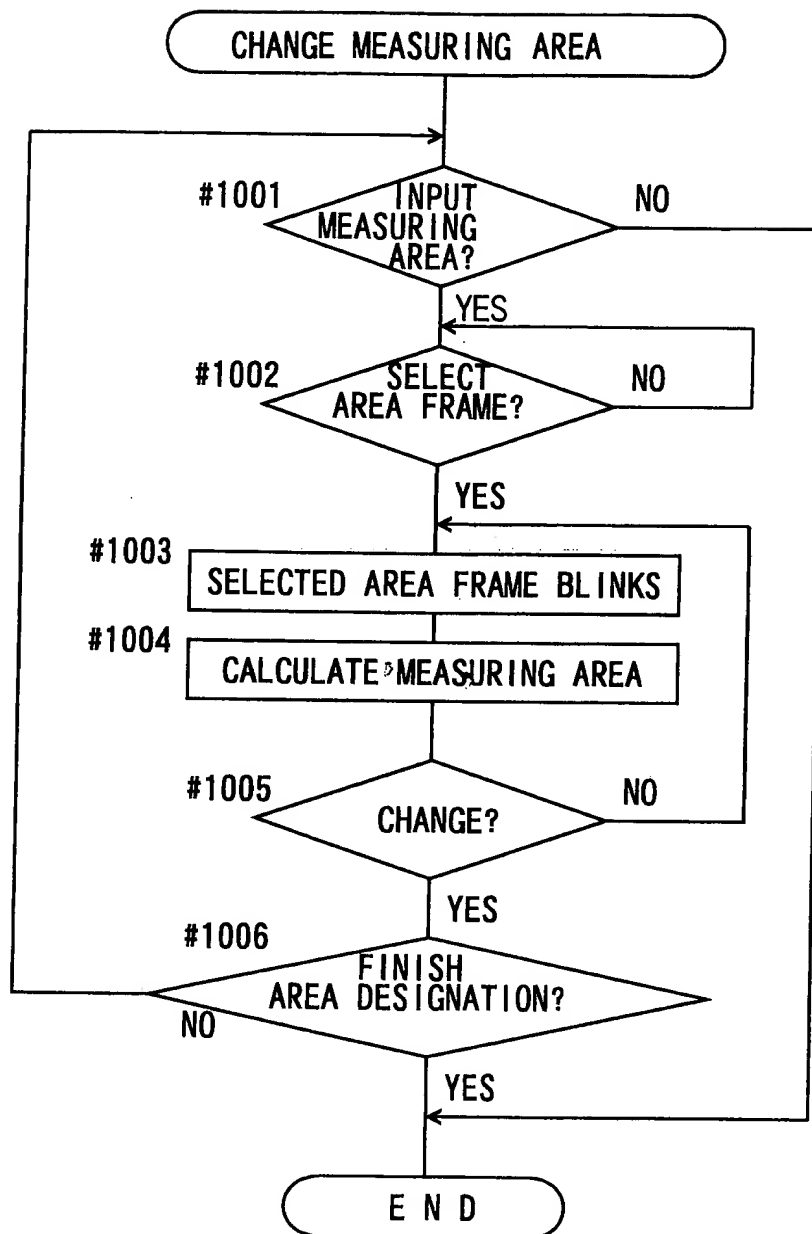 CHANGE MEASURING AREA
#1001
INPUT
MEASURING
AREA?
NO
YES
#1002
SELECT
AREA FRAME?
NO
YES
#1003
SELECTED AREA FRAME BLINKS
#1004
CALCULATE MEASURING AREA
#1005
CHANGE?
NO
YES
#1006
FINISH
AREA DESIGNATION?
NO
YES
END